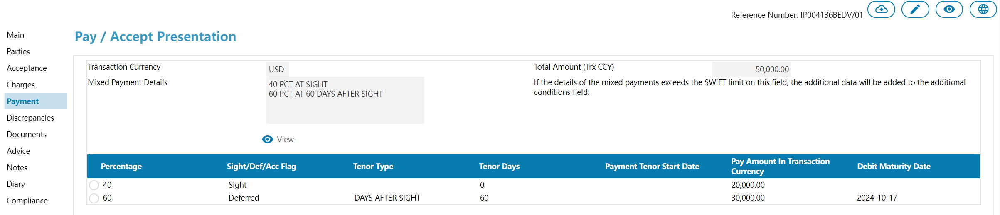 Reference Number: IP004136BEDV/01
Main
Parties
Acceptance
Charges
Payment
Discrepancies
Documents
Advice
Notes
Diary
Compliance
Pay / Accept Presentation
Transaction Currency USD Total Amount (Trx CCY) 50,000.00
Mixed Payment Details
40 PCT AT SIGHT
60 PCT AT 60 DAYS AFTER SIGHT
If the details of the mixed payments exceeds the SWIFT limit on this field, the additional data will be added to the additional
conditions field.
View
Percentage Sight/Def/Acc Flag Tenor Type Tenor Days Payment Tenor Start Date Pay Amount In Transaction
Currency Debit Maturity Date
40 Sight 0 20,000.00
60 Deferred DAYS AFTER SIGHT 60 30,000.00 2024-10-17